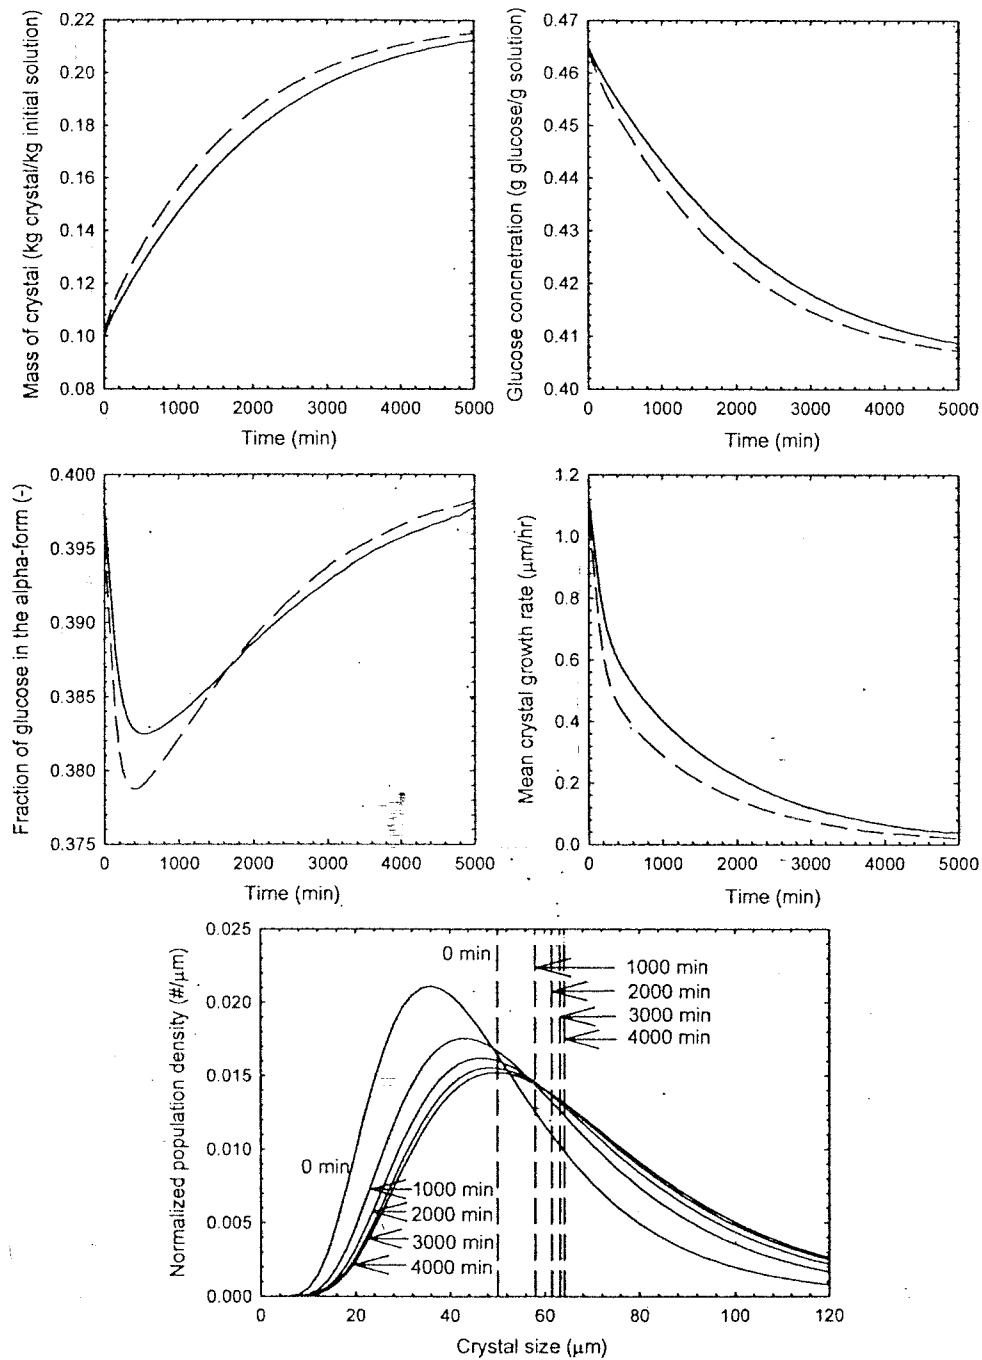 Mass of crystal (kg crystal/kg initial solution)
0.22
0.20
0.18
0.16
0.14
0.12
0.10
0.08
0 1000 2000 3000 4000 5000
Time (min)
Glucose concnetration (g glucose/g solution)
0.47
0.46
0.45
0.44
0.43
0.42
0.41
0.40
0 1000 2000 3000 4000 5000
Time (min)
Fraction of glucose in the alpha-form (-)
0.400
0.395
0.390
0.385
0.380
0.375
0 1000 2000 3000 4000 5000
Time (min)
Mean crystal growth rate (μm/hr)
1.2
1.0
0.8
0.6
0.4
0.2
0.0
0 1000 2000 3000 4000 5000
Time (min)
Normalized population density (#/μm)
0.025
0.020
0.015
0.010
0.005
0.000
0 min
1000 min
2000 min
3000 min
4000 min
0 min
1000 min
2000 min
3000 min
4000 min
0 20 40 60 80 100 120
Crystal size (μm)